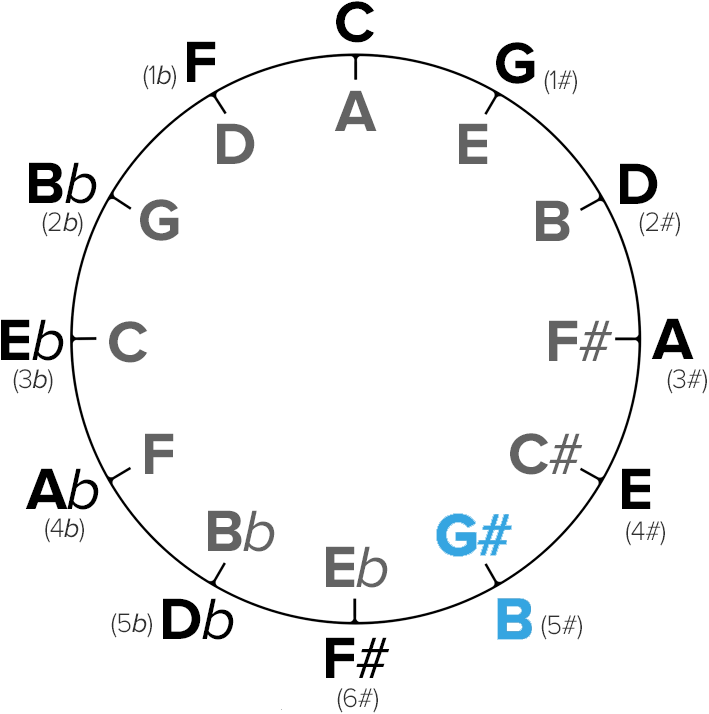 C
F
(1b)
G
(1#)
A
D
E
Bb
(2b)
D
(2#)
G
B
Eb
(3b)
C
F#
A
(3#)
F
C#
Ab
(4b)
E
(4#)
Bb
G#
Eb
(5b)
Db
B
(5#)
F#
(6#)